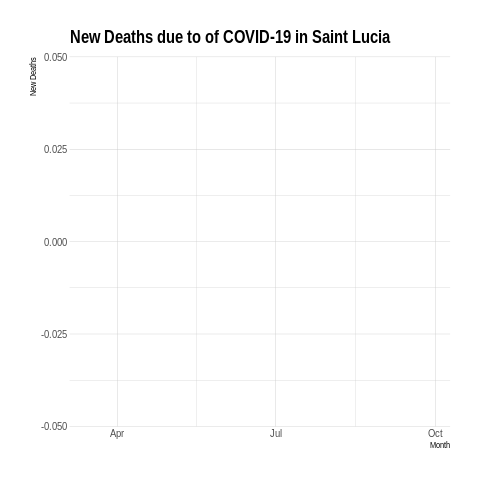 New Deaths due to of COVID-19 in Saint Lucia
New Deaths
0.050
0.025
0.000
-0.025
-0.050
Apr Jul Oct
Month